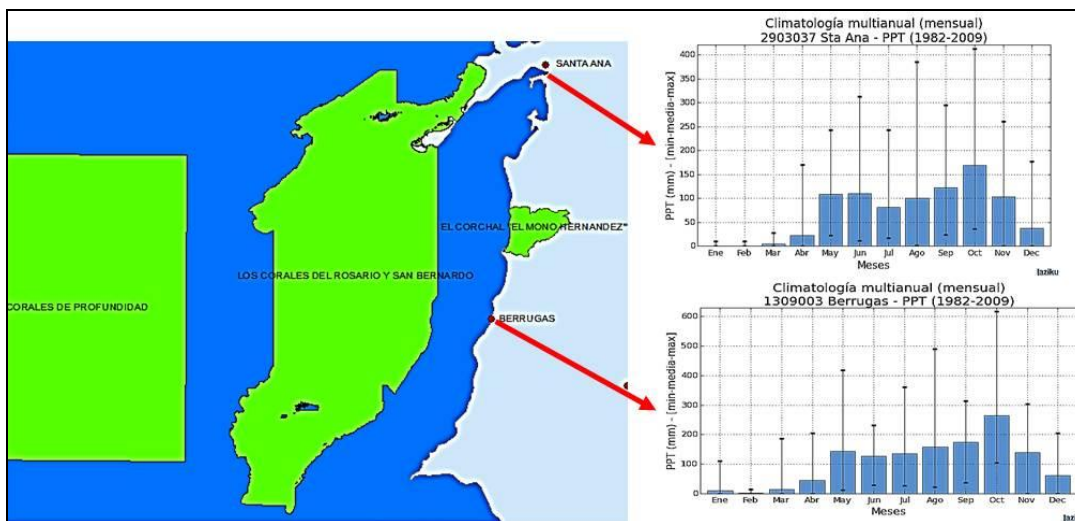 SANTA ANA
EL CORCHAL "EL MONO HERNANDEZ"
LOS CORALES DEL ROSARIO Y SAN BERNARDO
CORALES DE PROFUNDIDAD
BERRUGAS
Climatología multianual (mensual)
2903037 Sta Ana - PPT (1982-2009)
PPT (mm) - [min-media-max]
400
350
300
250
200
150
100
50
0
Ene Feb Mar Abr May Jun Jul Ago Sep Oct Nov Dec
Meses
Climatología multianual (mensual)
1309003 Berrugas - PPT (1982-2009)
PPT (mm) - [min-media-max]
600
500
400
300
200
100
0
Ene Feb Mar Abr May Jun Jul Ago Sep Oct Nov Dec
Meses